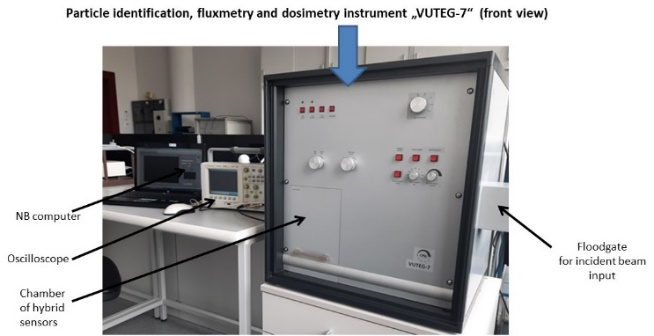 Particle identification, fluxmetry and dosimetry instrument „VUTEG-7“ (front view)
NB computer
Oscilloscope
Chamber
of hybrid
sensors
Floodgate
for incident beam
input
VUTEG-7